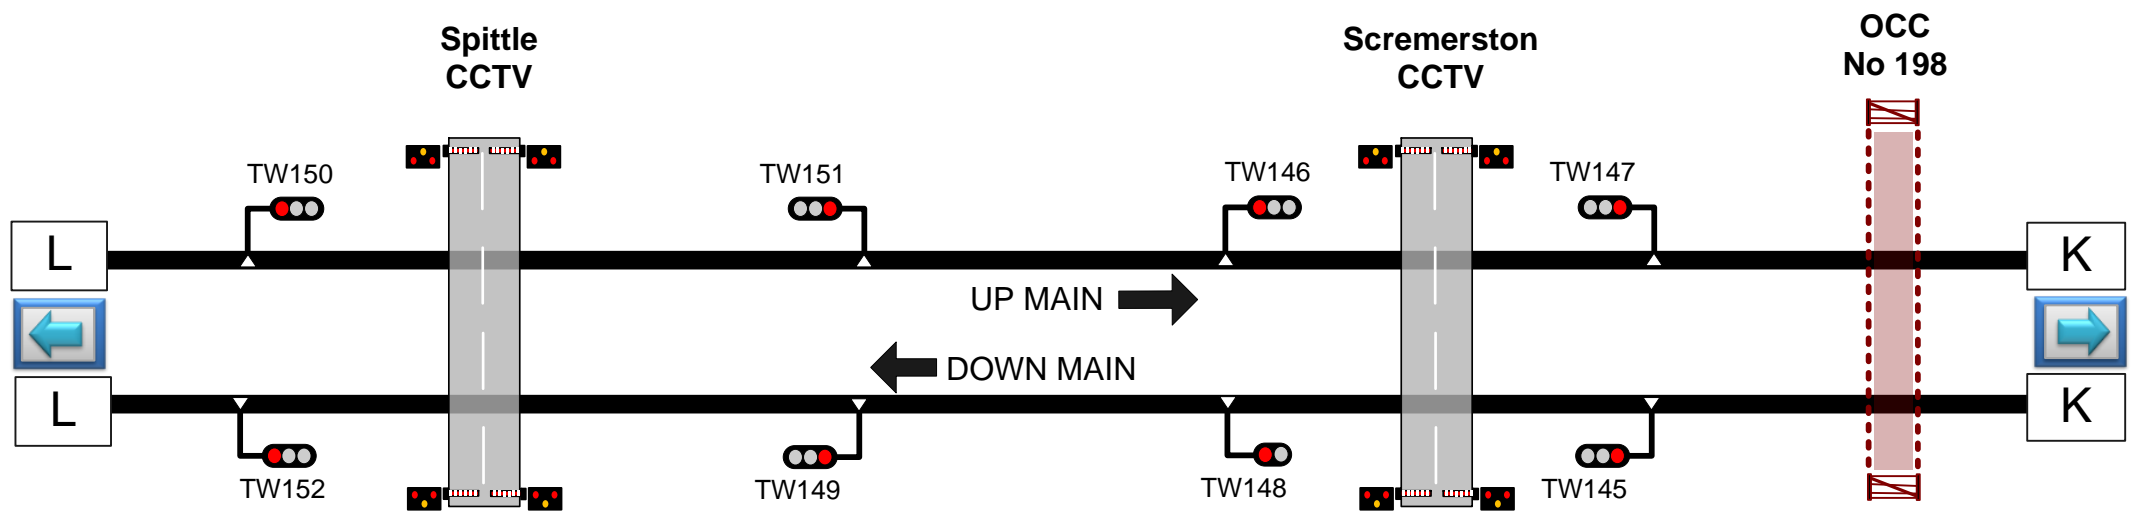 Spittle
CCTV
Scremerston
CCTV
OCC
No 198
TW150
TW151
TW146
TW147
L
K
UP MAIN
DOWN MAIN
L
K
TW152
TW149
TW148
TW145